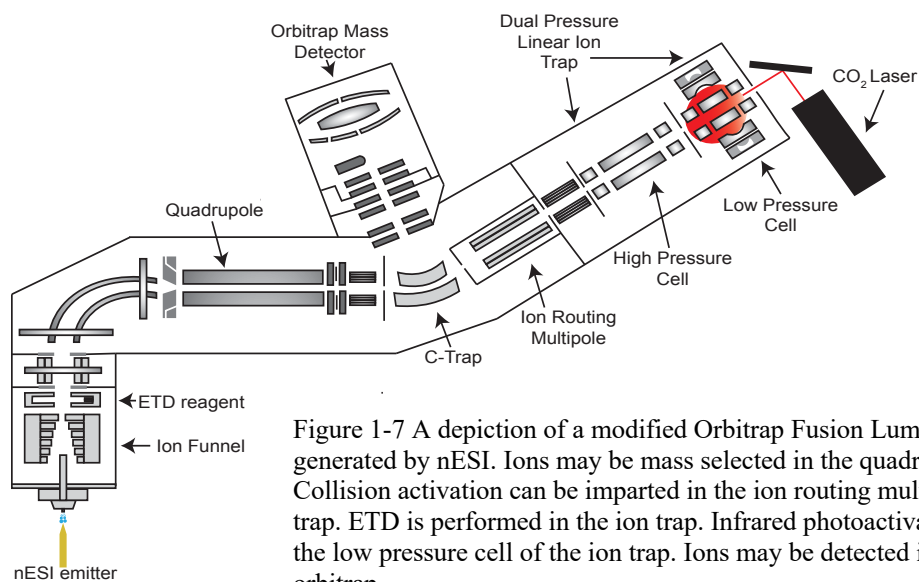 Orbitrap Mass
Detector
Dual Pressure
Linear Ion
Trap
CO2 Laser
Quadrupole
Low Pressure
Cell
High Pressure
Cell
Ion Routing
Multipole
C-Trap
ETD reagent
Ion Funnel
nESI emitter
Figure 1-7 A depiction of a modified Orbitrap Fusion Lum
generated by nESI. Ions may be mass selected in the quadr
Collision activation can be imparted in the ion routing mul
trap. ETD is performed in the ion trap. Infrared photoactiva
the low pressure cell of the ion trap. Ions may be detected i
orbitrap